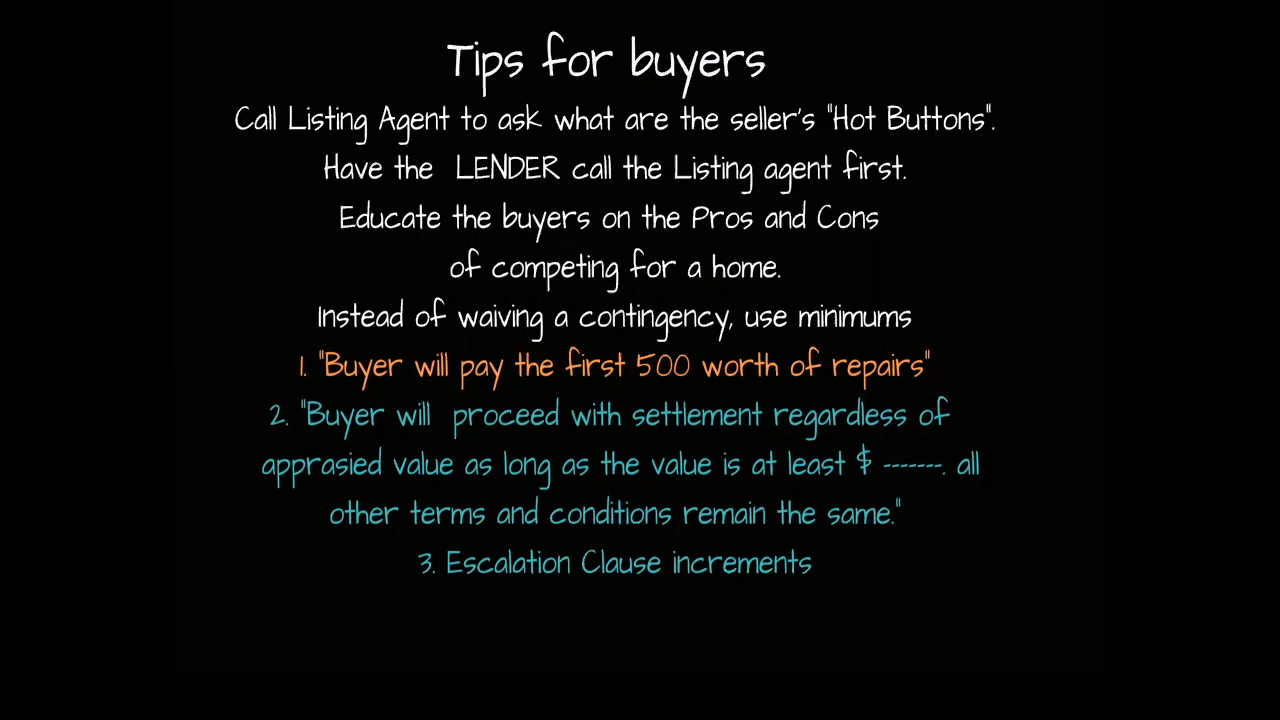 Tips for buyers
Call Listing Agent to ask what are the seller's "Hot Buttons".
Have the LENDER call the Listing agent first.
Educate the buyers on the Pros and Cons
of competing for a home.
Instead of waiving a contingency, use minimums
1. "Buyer will pay the first 500 worth of repairs"
2. "Buyer will proceed with settlement regardless of
apprasied value as long as the value is at least $ -------. all
other terms and conditions remain the same."
3. Escalation Clause increments